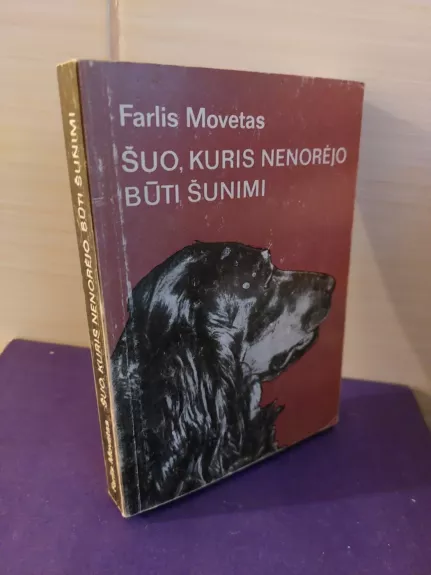 Farlis Movetas
ŠUO, KURIS NENORĖJO
BŪTI ŠUNIMI
Farlis Movetas ŠUO, KURIS NENORĖJO BŪTI ŠUNIMI